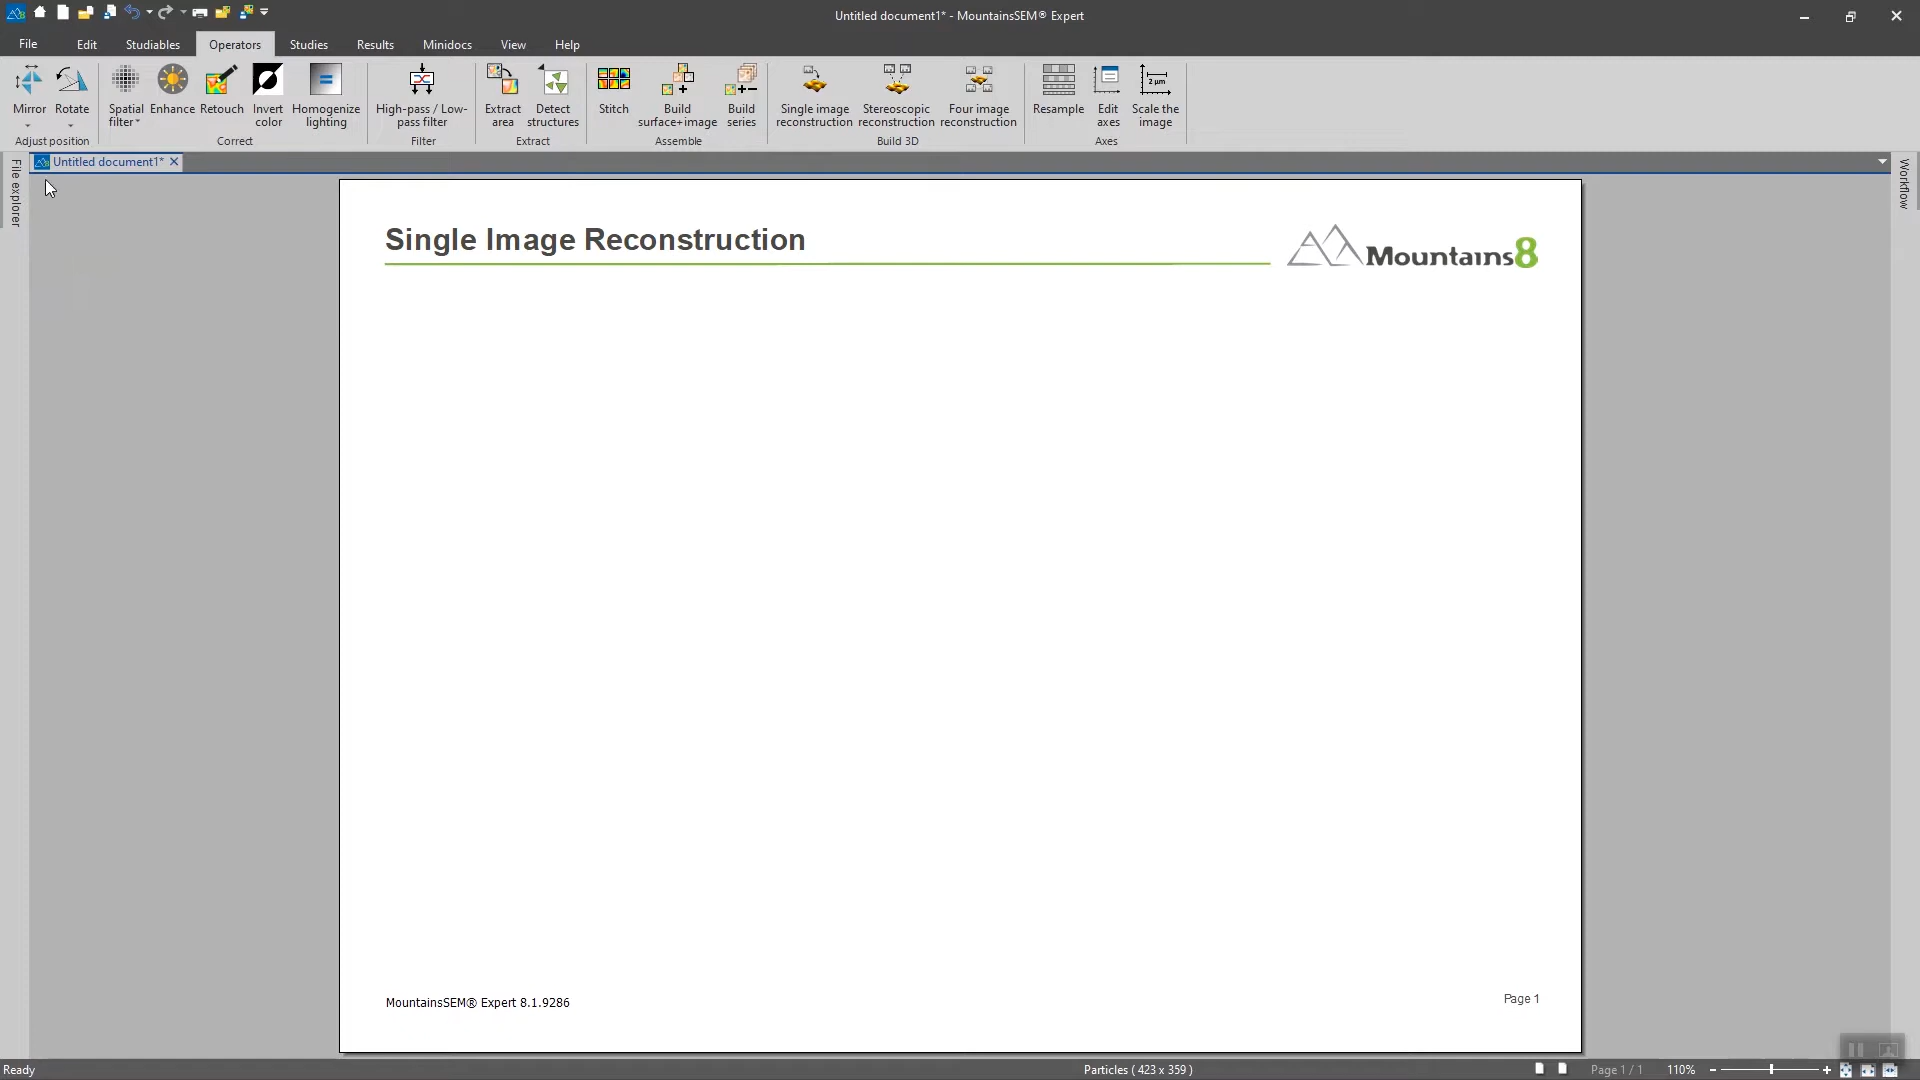 Untitled document1* - MountainsSEM® Expert
File Edit Studiables Operators Studies Results Minidocs View Help
Mirror
Rotate
Spatial
filter
Enhance
Retouch
Invert
color
Homogenize
lighting
High-pass / Low-
pass filter
Extract
area
Detect
structures
Stitch
Build
surface+image
Build
series
Single image
reconstruction
Stereoscopic
reconstruction
Four image
reconstruction
Resample
Edit
axes
2 µm
Scale the
image
Adjust position Correct Filter Extract Assemble Build 3D Axes
Untitled document1*
File explorer
Workflow
Single Image Reconstruction
Mountains8
MountainsSEM® Expert 8.1.9286
Page 1
Ready
Particles ( 423 x 359 )
Page 1 / 1
110%